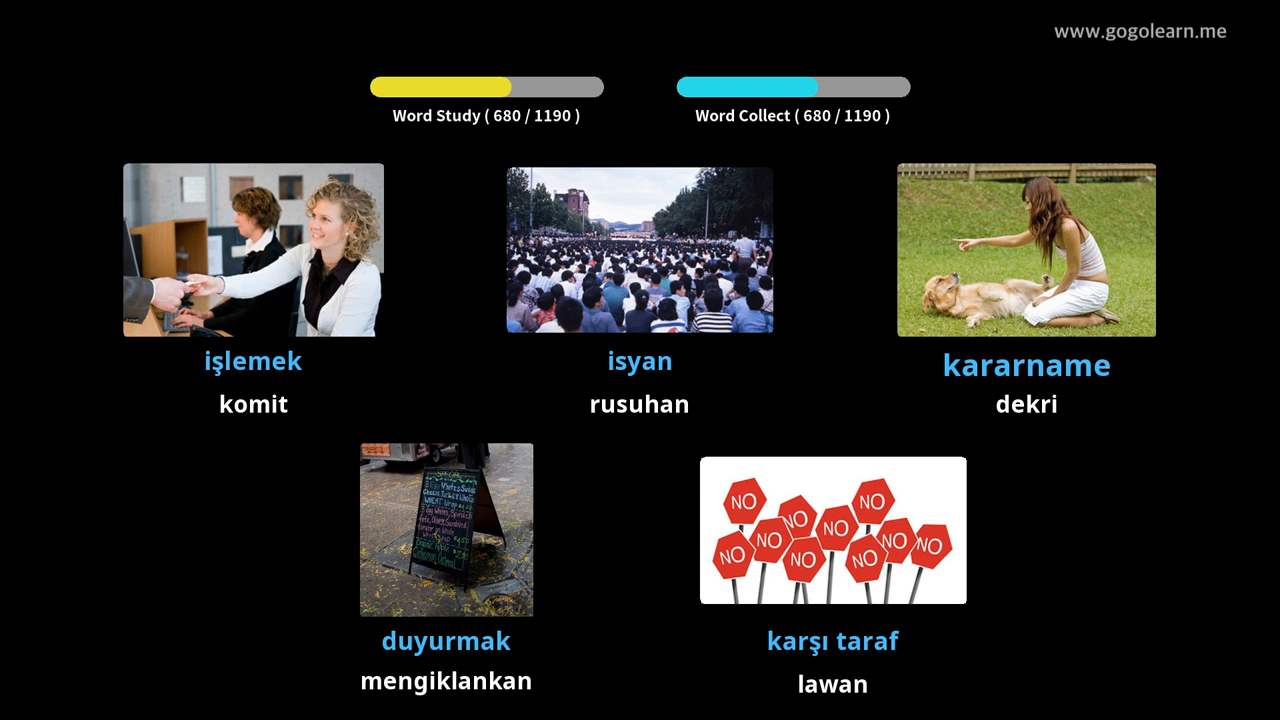 www.gogolearn.me
Word Study ( 680 / 1190 )
Word Collect ( 680 / 1190 )
işlemek
isyan
kararname
komit
rusuhan
dekri
NO
NO
NO
NO
NO
NO
NO
NO
NO
NO
duyurmak
karşı taraf
mengiklankan
lawan